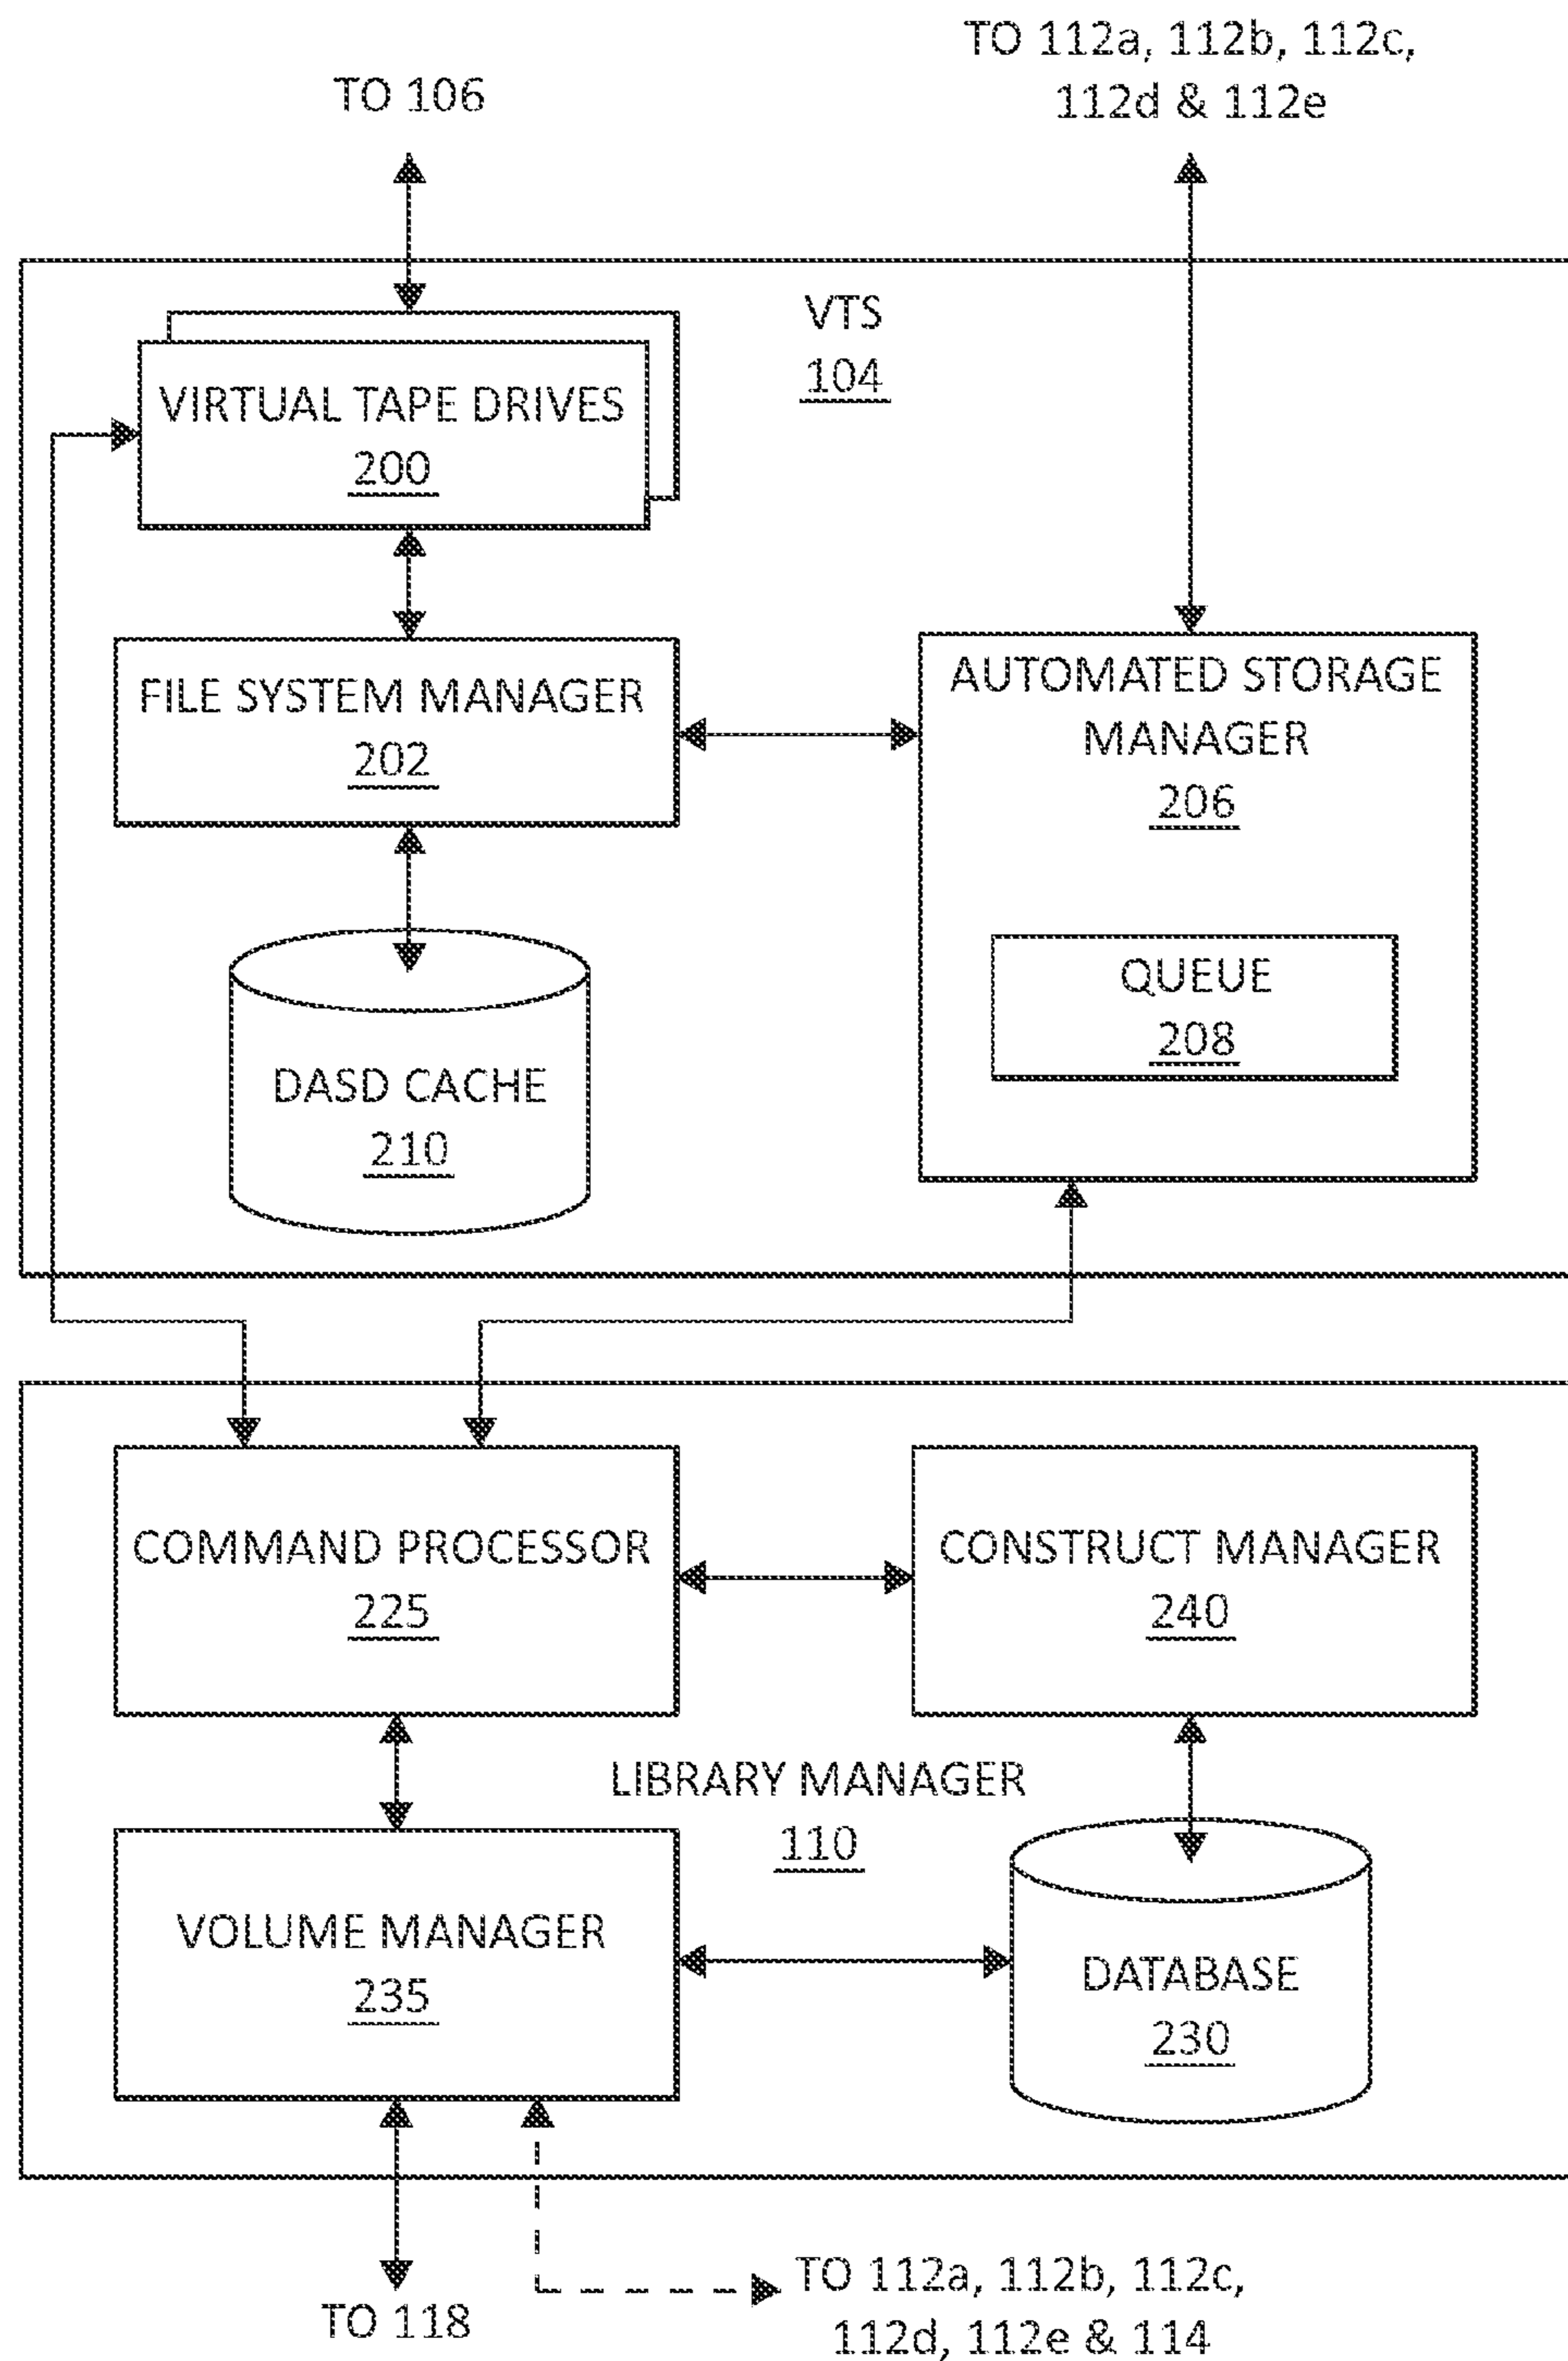 TO 106
TO 112a, 112b, 112c,
112d & 112e
VTS
104
VIRTUAL TAPE DRIVES
200
FILE SYSTEM MANAGER
202
AUTOMATED STORAGE
MANAGER
206
QUEUE
208
DASD CACHE
210
COMMAND PROCESSOR
225
CONSTRUCT MANAGER
240
LIBRARY MANAGER
110
VOLUME MANAGER
235
DATABASE
230
TO 118
TO 112a, 112b, 112c,
112d, 112e & 114